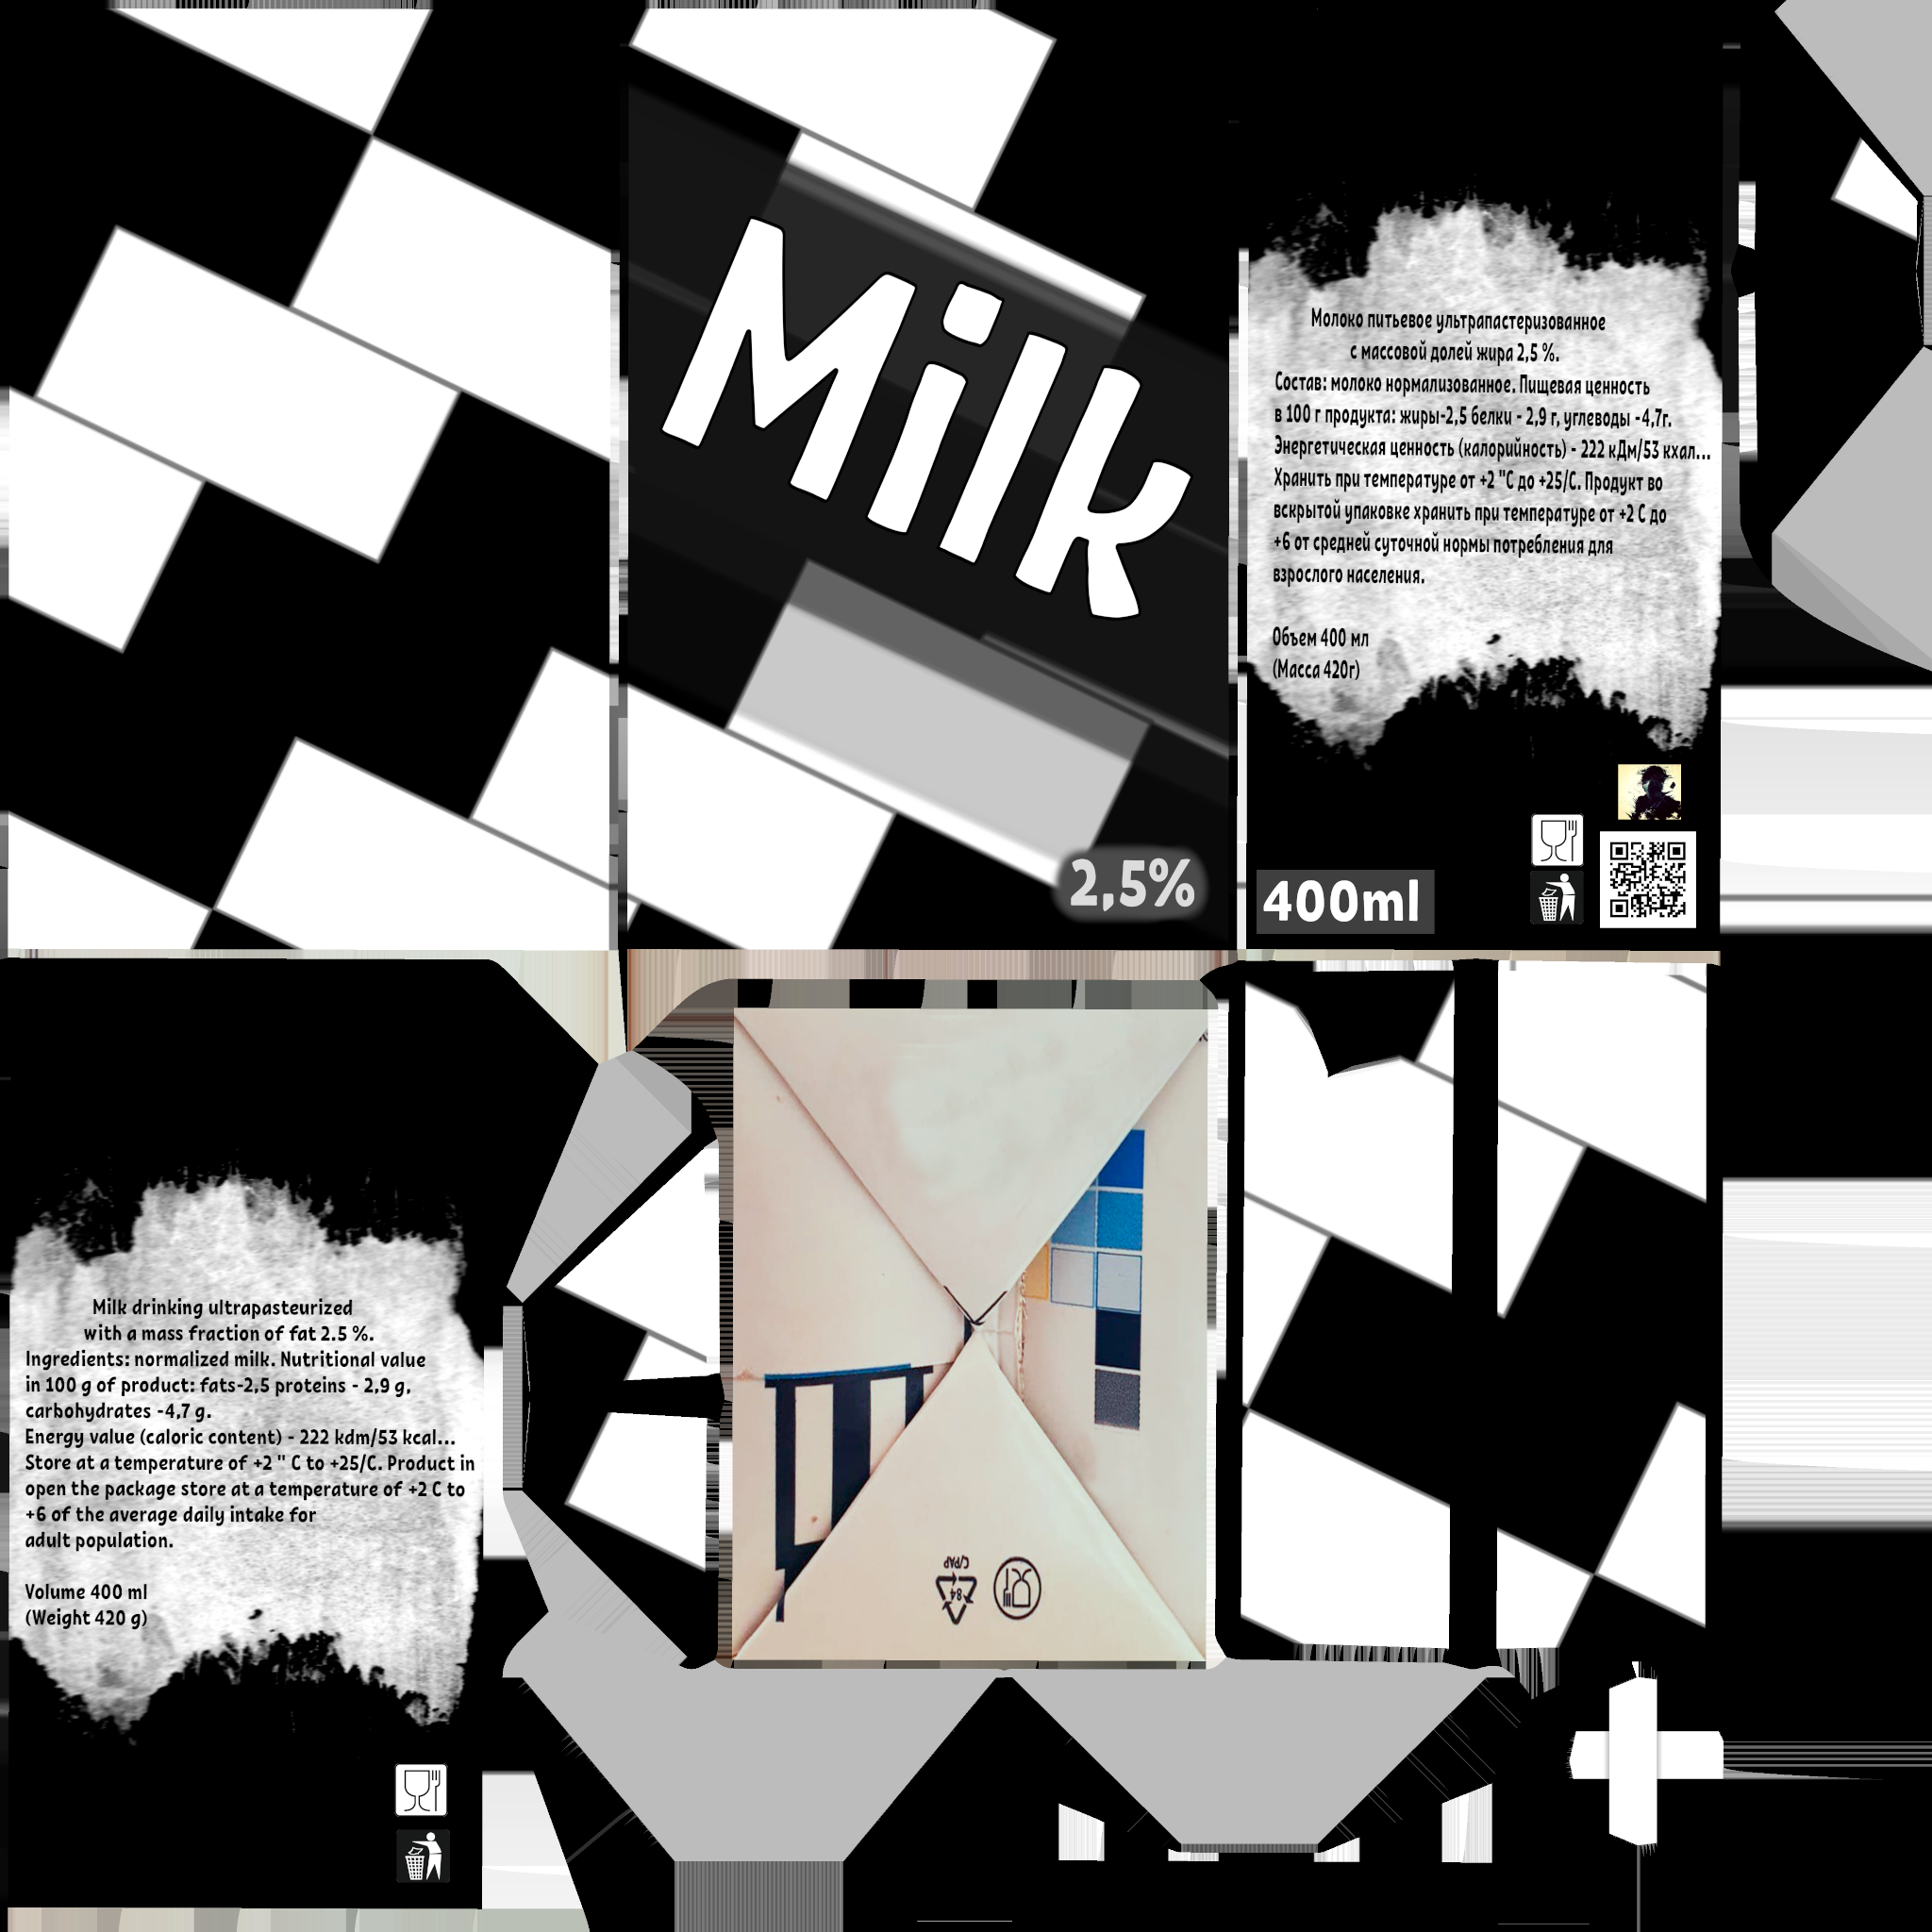 Milk
2,5%
Молоко питьевое ультрапастеризованное
с массовой долей жира 2,5 %.
Состав: молоко нормализованное. Пищевая ценность
в 100 г продукта: жиры-2,5 белки - 2,9 г, углеводы -4,7г.
Энергетическая ценность (калорийность) - 222 кДм/53 кхал...
Хранить при температуре от +2 "С до +25/С. Продукт во
вскрытой упаковке хранить при температуре от +2 С до
+6 от средней суточной нормы потребления для
взрослого населения.
Объем 400 мл
(Масса 420г)
400ml
Milk drinking ultrapasteurized
with a mass fraction of fat 2.5 %.
Ingredients: normalized milk. Nutritional value
in 100 g of product: fats-2,5 proteins - 2,9 g,
carbohydrates -4,7 g.
Energy value (caloric content) - 222 kdm/53 kcal...
Store at a temperature of +2 " C to +25/C. Product in
open the package store at a temperature of +2 C to
+6 of the average daily intake for
adult population.
Volume 400 ml
(Weight 420 g)
C/PAP
84